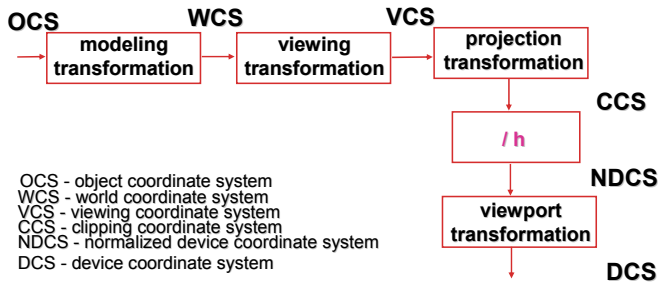 OCS
WCS
VCS
modeling
transformation
viewing
transformation
projection
transformation
CCS
/ h
NDCS
viewport
transformation
DCS
OCS - object coordinate system
WCS - world coordinate system
VCS - viewing coordinate system
CCS - clipping coordinate system
NDCS - normalized device coordinate system
DCS - device coordinate system